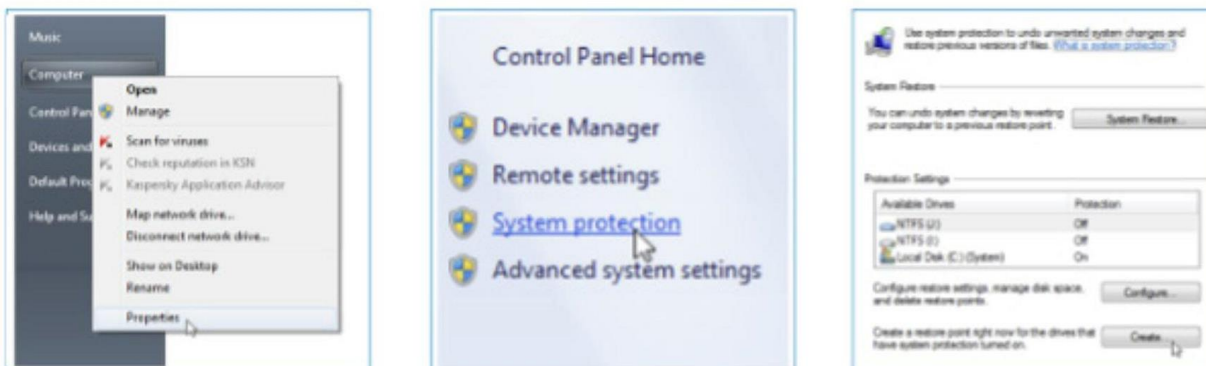 Music
Computer
Control Pan
Devices and
Default Prog
Help and Su
Open
Manage
Scan for viruses
Check reputation in KSN
Kaspersky Application Advisor
Map network drive...
Disconnect network drive...
Show on Desktop
Rename
Properties
Control Panel Home
Device Manager
Remote settings
System protection
Advanced system settings
Use system protection to undo unwanted system changes and
restore previous versions of files. What is system protection?
System Restore
You can undo system changes by reverting
your computer to a previous restore point.
System Restore...
Protection Settings
Available Drives Protection
NTFS (J:) Off
NTFS (I:) Off
Local Disk (C:) (System) On
Configure restore settings, manage disk space,
and delete restore points.
Configure...
Create a restore point right now for the drives that
have system protection turned on.
Create...